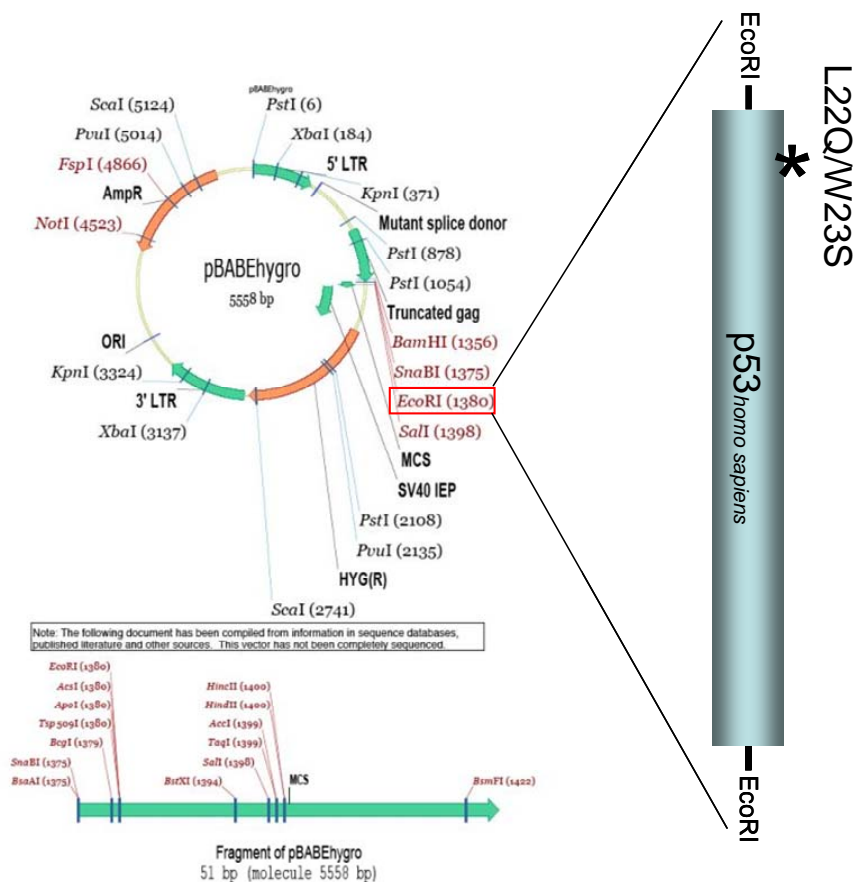 pBABEhygro
PstI (6)
ScaI (5124)
XbaI (184)
PvuI (5014)
5' LTR
FspI (4866)
KpnI (371)
AmpR
Mutant splice donor
NotI (4523)
PstI (878)
pBABEhygro
5558 bp
PstI (1054)
Truncated gag
BamHI (1356)
ORI
SnaBI (1375)
KpnI (3324)
EcoRI (1380)
3' LTR
SalI (1398)
XbaI (3137)
MCS
SV40 IEP
PstI (2108)
PvuI (2135)
HYG(R)
ScaI (2741)
Note: The following document has been compiled from information in sequence databases,
published literature and other sources. This vector has not been completely sequenced.
EcoRI (1380)
AcsI (1380)
ApoI (1380)
Tsp509I (1380)
BcgI (1379)
SnaBI (1375)
BsaAI (1375)
HincII (1400)
HindII (1400)
AccI (1399)
TaqI (1399)
SalI (1398)
BstXI (1394)
MCS
BsmFI (1422)
Fragment of pBABEhygro
51 bp (molecule 5558 bp)
EcoRI
L22Q/W23S
*
p53 homo sapiens
EcoRI